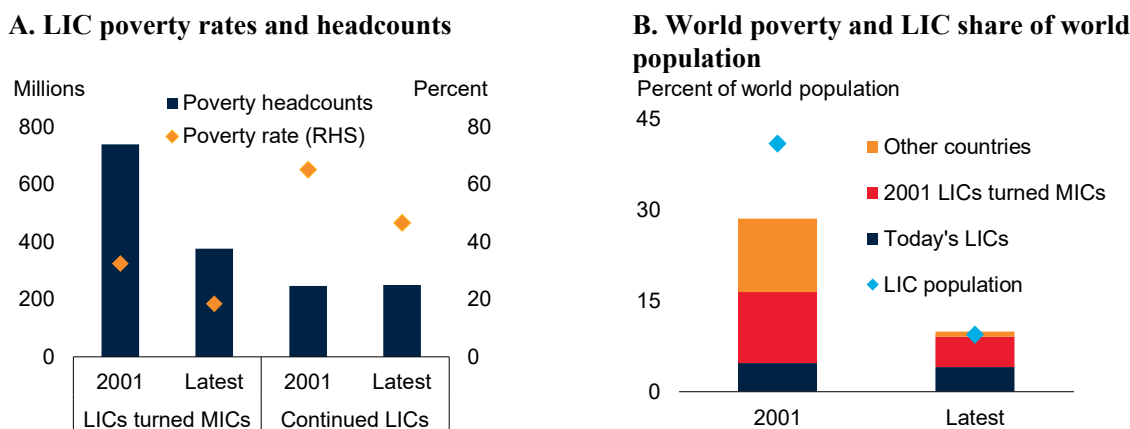 A. LIC poverty rates and headcounts
Millions
Percent
Poverty headcounts
Poverty rate (RHS)
800
600
400
200
0
80
60
40
20
0
2001
Latest
2001
Latest
LICs turned MICs
Continued LICs
B. World poverty and LIC share of world
population
Percent of world population
45
30
15
0
Other countries
2001 LICs turned MICs
Today's LICs
LIC population
2001
Latest